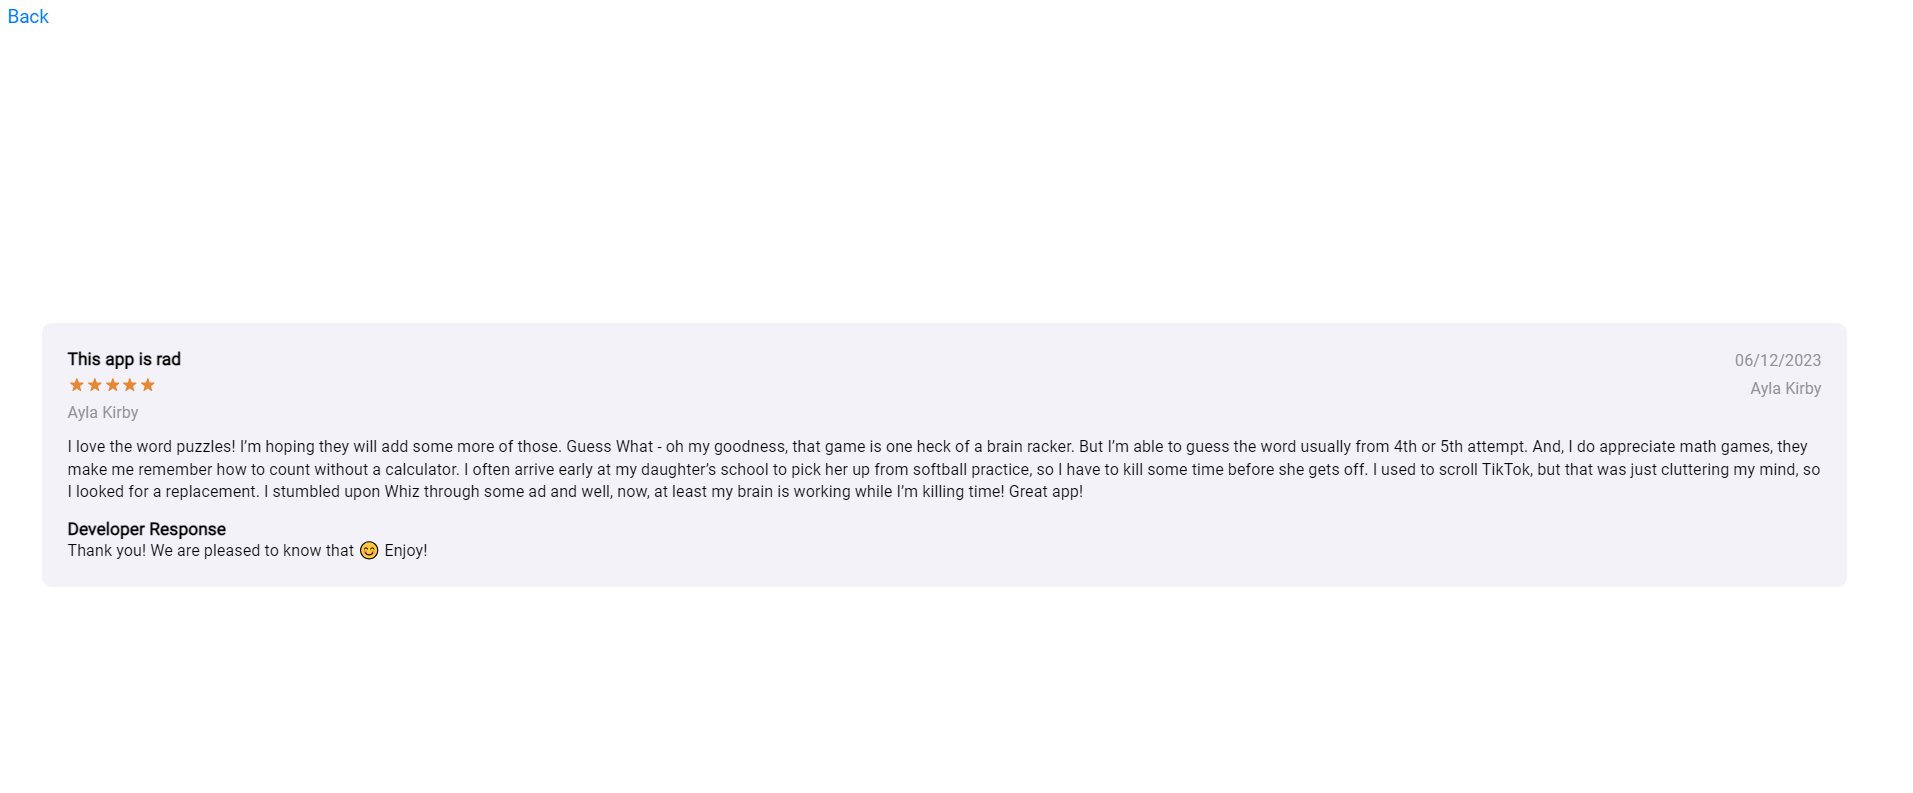 Back
This app is rad
06/12/2023
★★★★★
Ayla Kirby
Ayla Kirby
I love the word puzzles! I’m hoping they will add some more of those. Guess What - oh my goodness, that game is one heck of a brain racker. But I’m able to guess the word usually from 4th or 5th attempt. And, I do appreciate math games, they
make me remember how to count without a calculator. I often arrive early at my daughter’s school to pick her up from softball practice, so I have to kill some time before she gets off. I used to scroll TikTok, but that was just cluttering my mind, so
I looked for a replacement. I stumbled upon Whiz through some ad and well, now, at least my brain is working while I’m killing time! Great app!
Developer Response
Thank you! We are pleased to know that 😊 Enjoy!